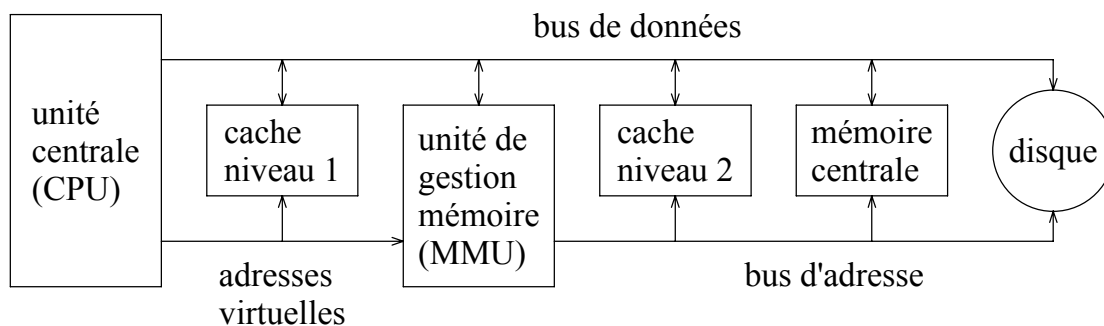 bus de données
unité
centrale
(CPU)
cache
niveau 1
unité de
gestion
mémoire
(MMU)
cache
niveau 2
mémoire
centrale
disque
adresses
virtuelles
bus d'adresse